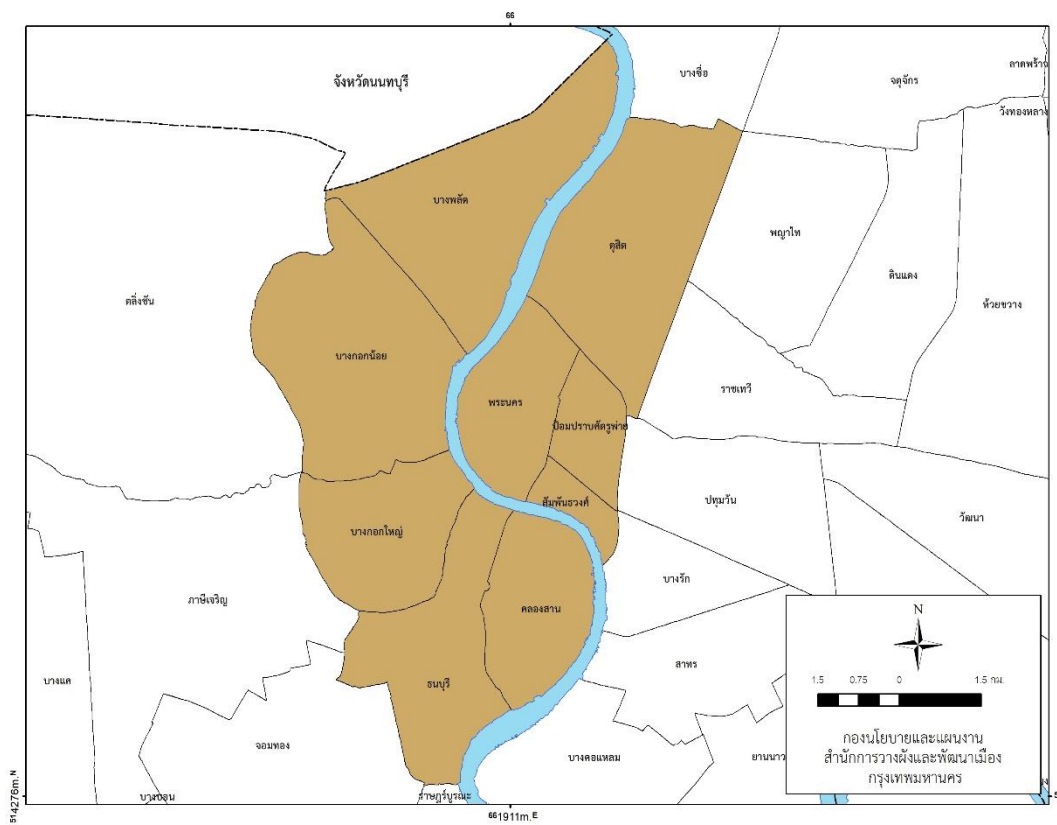 66
จังหวัดนนทบุรี
บางซื่อ
จตุจักร
ลาดพร้าว
วังทองหลาง
บางพลัด
ดุสิต
พญาไท
ดินแดง
ห้วยขวาง
ตลิ่งชัน
บางกอกน้อย
พระนคร
ราชเทวี
ป้อมปราบศัตรูพ่าย
สัมพันธวงศ์
ปทุมวัน
วัฒนา
บางกอกใหญ่
ภาษีเจริญ
คลองสาน
บางรัก
สาทร
บางแค
ธนบุรี
จอมทอง
บางคอแหลม
ยานนาว
บางบอน
ราษฎร์บูรณะ
N
1.5 0.75 0 1.5 กม.
กองนโยบายและแผนงาน
สำนักการวางผังและพัฒนาเมือง
กรุงเทพมหานคร
514276m.N
661911m.E